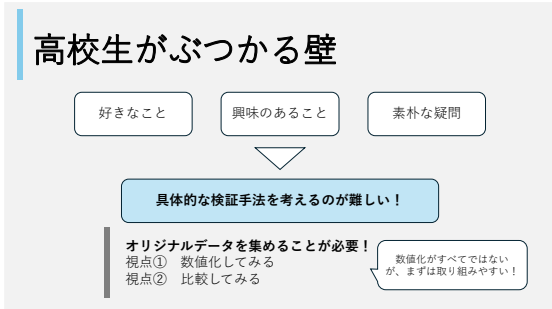 高校生がぶつかる壁
好きなこと
興味のあること
素朴な疑問
具体的な検証手法を考えるのが難しい！
オリジナルデータを集めることが必要！
視点①　数値化してみる
視点②　比較してみる
数値化がすべてではない
が、まずは取り組みやすい！